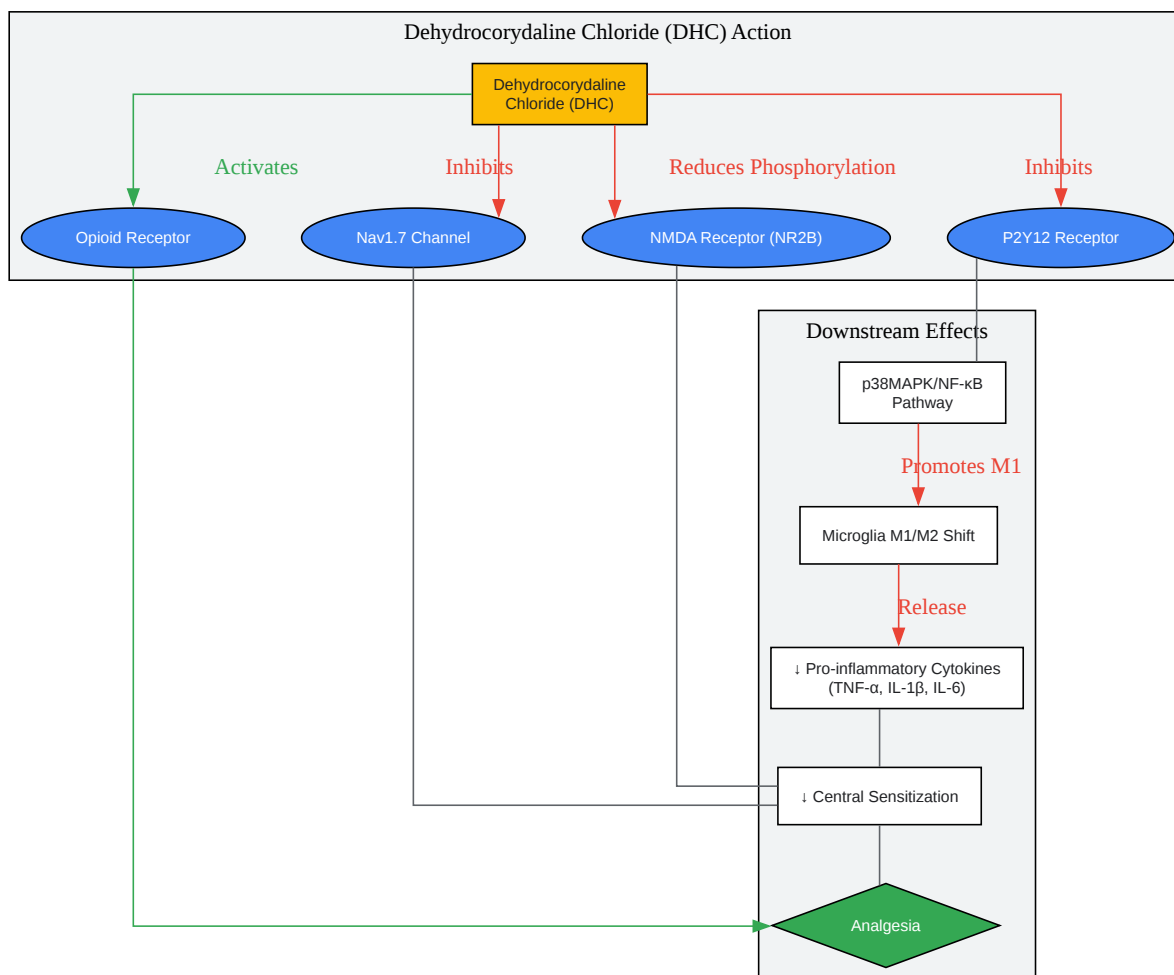 Dehydrocorydaline Chloride (DHC) Action
Dehydrocorydaline
Chloride (DHC)
Activates
Inhibits
Reduces Phosphorylation
Inhibits
Opioid Receptor
Nav1.7 Channel
NMDA Receptor (NR2B)
P2Y12 Receptor
Downstream Effects
p38MAPK/NF-κB
Pathway
Promotes M1
Microglia M1/M2 Shift
Release
↓ Pro-inflammatory Cytokines
(TNF-α, IL-1β, IL-6)
↓ Central Sensitization
Analgesia